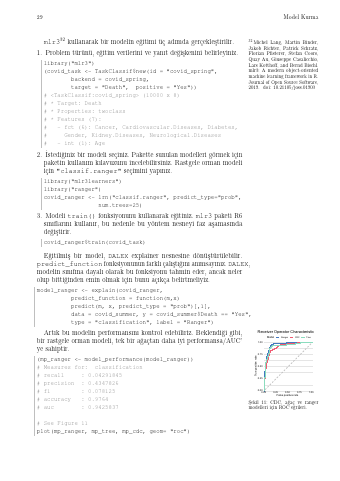 29
Model Kurma
mlr3³² kullanarak bir modelin eğitimi üç adımda gerçekleştirilir.
1. Problem türünü, eğitim verilerini ve yanıt değişkenini belirleyiniz.
library("mlr3")
(covid_task <- TaskClassif$new(id = "covid_spring",
backend = covid_spring,
target = "Death", positive = "Yes"))
# <TaskClassif:covid_spring> (10000 x 8)
# * Target: Death
# * Properties: twoclass
# * Features (7):
# - fct (6): Cancer, Cardiovascular.Diseases, Diabetes,
# Gender, Kidney.Diseases, Neurological.Diseases
# - int (1): Age
2. İstediğiniz bir modeli seçiniz. Pakette sunulan modelleri görmek için
paketin kullanım kılavuzunu inceleyebilirsiniz. Rastgele orman modeli
için "classif.ranger" seçimini yapınız.
library("mlr3learners")
library("ranger")
covid_ranger <- lrn("classif.ranger", predict_type="prob",
num.trees=25)
3. Modeli train() fonksiyonunu kullanarak eğitiniz. mlr3 paketi R6
sınıflarını kullanır, bu nedenle bu yöntem nesneyi faz aşamasında
değiştirir.
covid_ranger$train(covid_task)
Eğitilmiş bir model, DALEX explainer nesnesine dönüştürülebilir.
predict_function fonksiyonunun farklı çalıştığını anımsayınız. DALEX,
modelin sınıfına dayalı olarak bu fonksiyonu tahmin eder, ancak neler
olup bittiğinden emin olmak için bunu açıkça belirtmeliyiz.
model_ranger <- explain(covid_ranger,
predict_function = function(m,x)
predict(m, x, predict_type = "prob")[,1],
data = covid_summer, y = covid_summer$Death == "Yes",
type = "classification", label = "Ranger")
Artık bu modelin performansını kontrol edebiliriz. Beklendiği gibi,
bir rastgele orman modeli, tek bir ağaçtan daha iyi performansa/AUC'
ye sahiptir.
(mp_ranger <- model_performance(model_ranger))
# Measures for: classification
# recall : 0.04291845
# precision : 0.4347826
# f1 : 0.078125
# accuracy : 0.9764
# auc : 0.9425837
# See Figure 11
plot(mp_ranger, mp_tree, mp_cdc, geom= "roc")
³² Michel Lang, Martin Binder,
Jakob Richter, Patrick Schratz,
Florian Pfisterer, Stefan Coors,
Quay Au, Giuseppe Casalicchio,
Lars Kotthoff, and Bernd Bischl.
mlr3: A modern object-oriented
machine learning framework in R.
Journal of Open Source Software,
2019. doi: 10.21105/joss.01903
Receiver Operator Characteristic
Şekil 11: CDC, ağaç ve ranger
modelleri için ROC eğrileri.